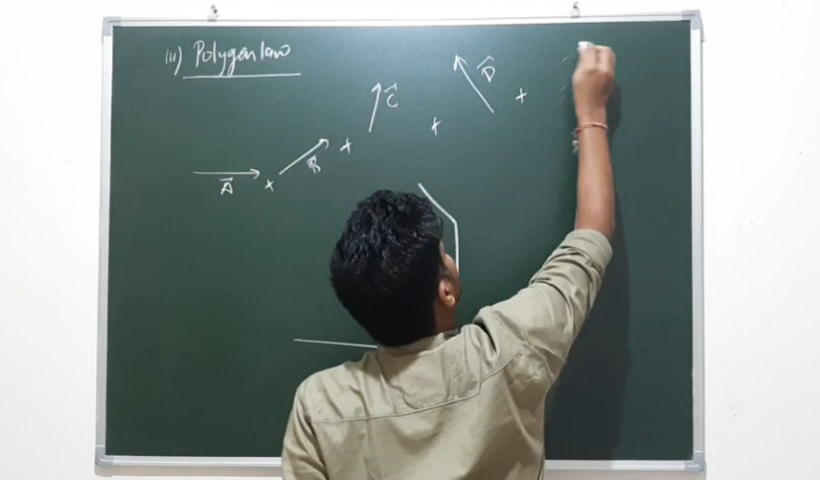 iii) Polygon law
A⃗ + B⃗ + C⃗ + D⃗ +